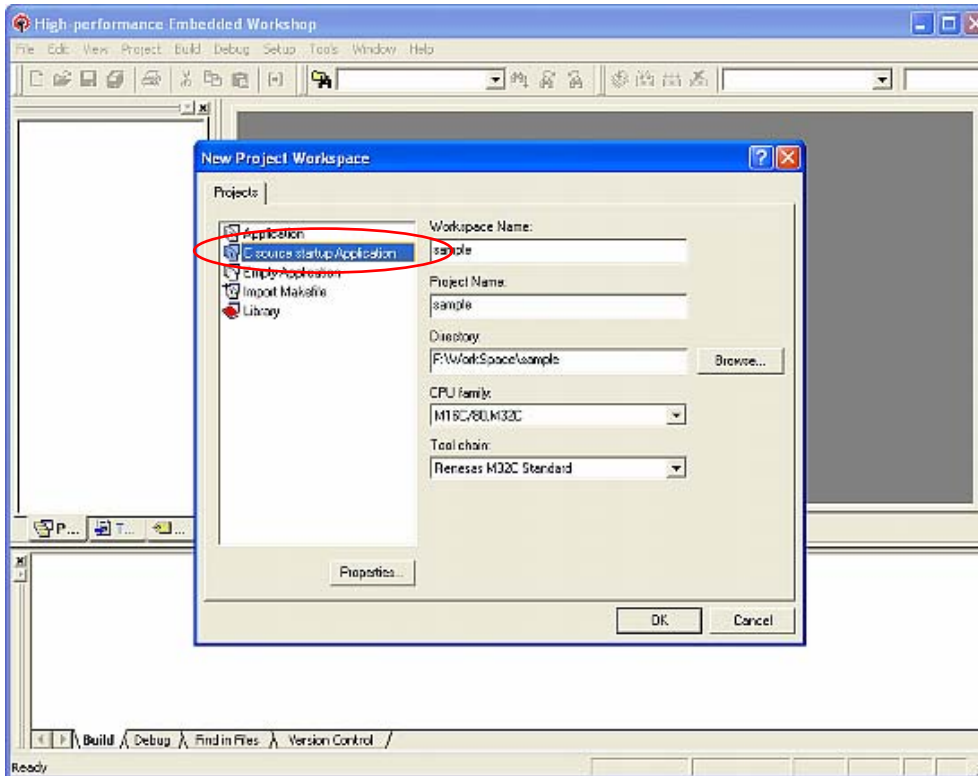 High-performance Embedded Workshop
File Edit View Project Build Debug Setup Tools Window Help
New Project Workspace
Projects
Application
C source startup Application
Empty Application
Import Makefile
Library
Workspace Name:
sample
Project Name:
sample
Directory:
F:\WorkSpace\sample
Browse...
CPU family:
M16C/80,M32C
Tool chain:
Renesas M32C Standard
Properties...
OK Cancel
P... T...
Build Debug Find in Files Version Control
Ready